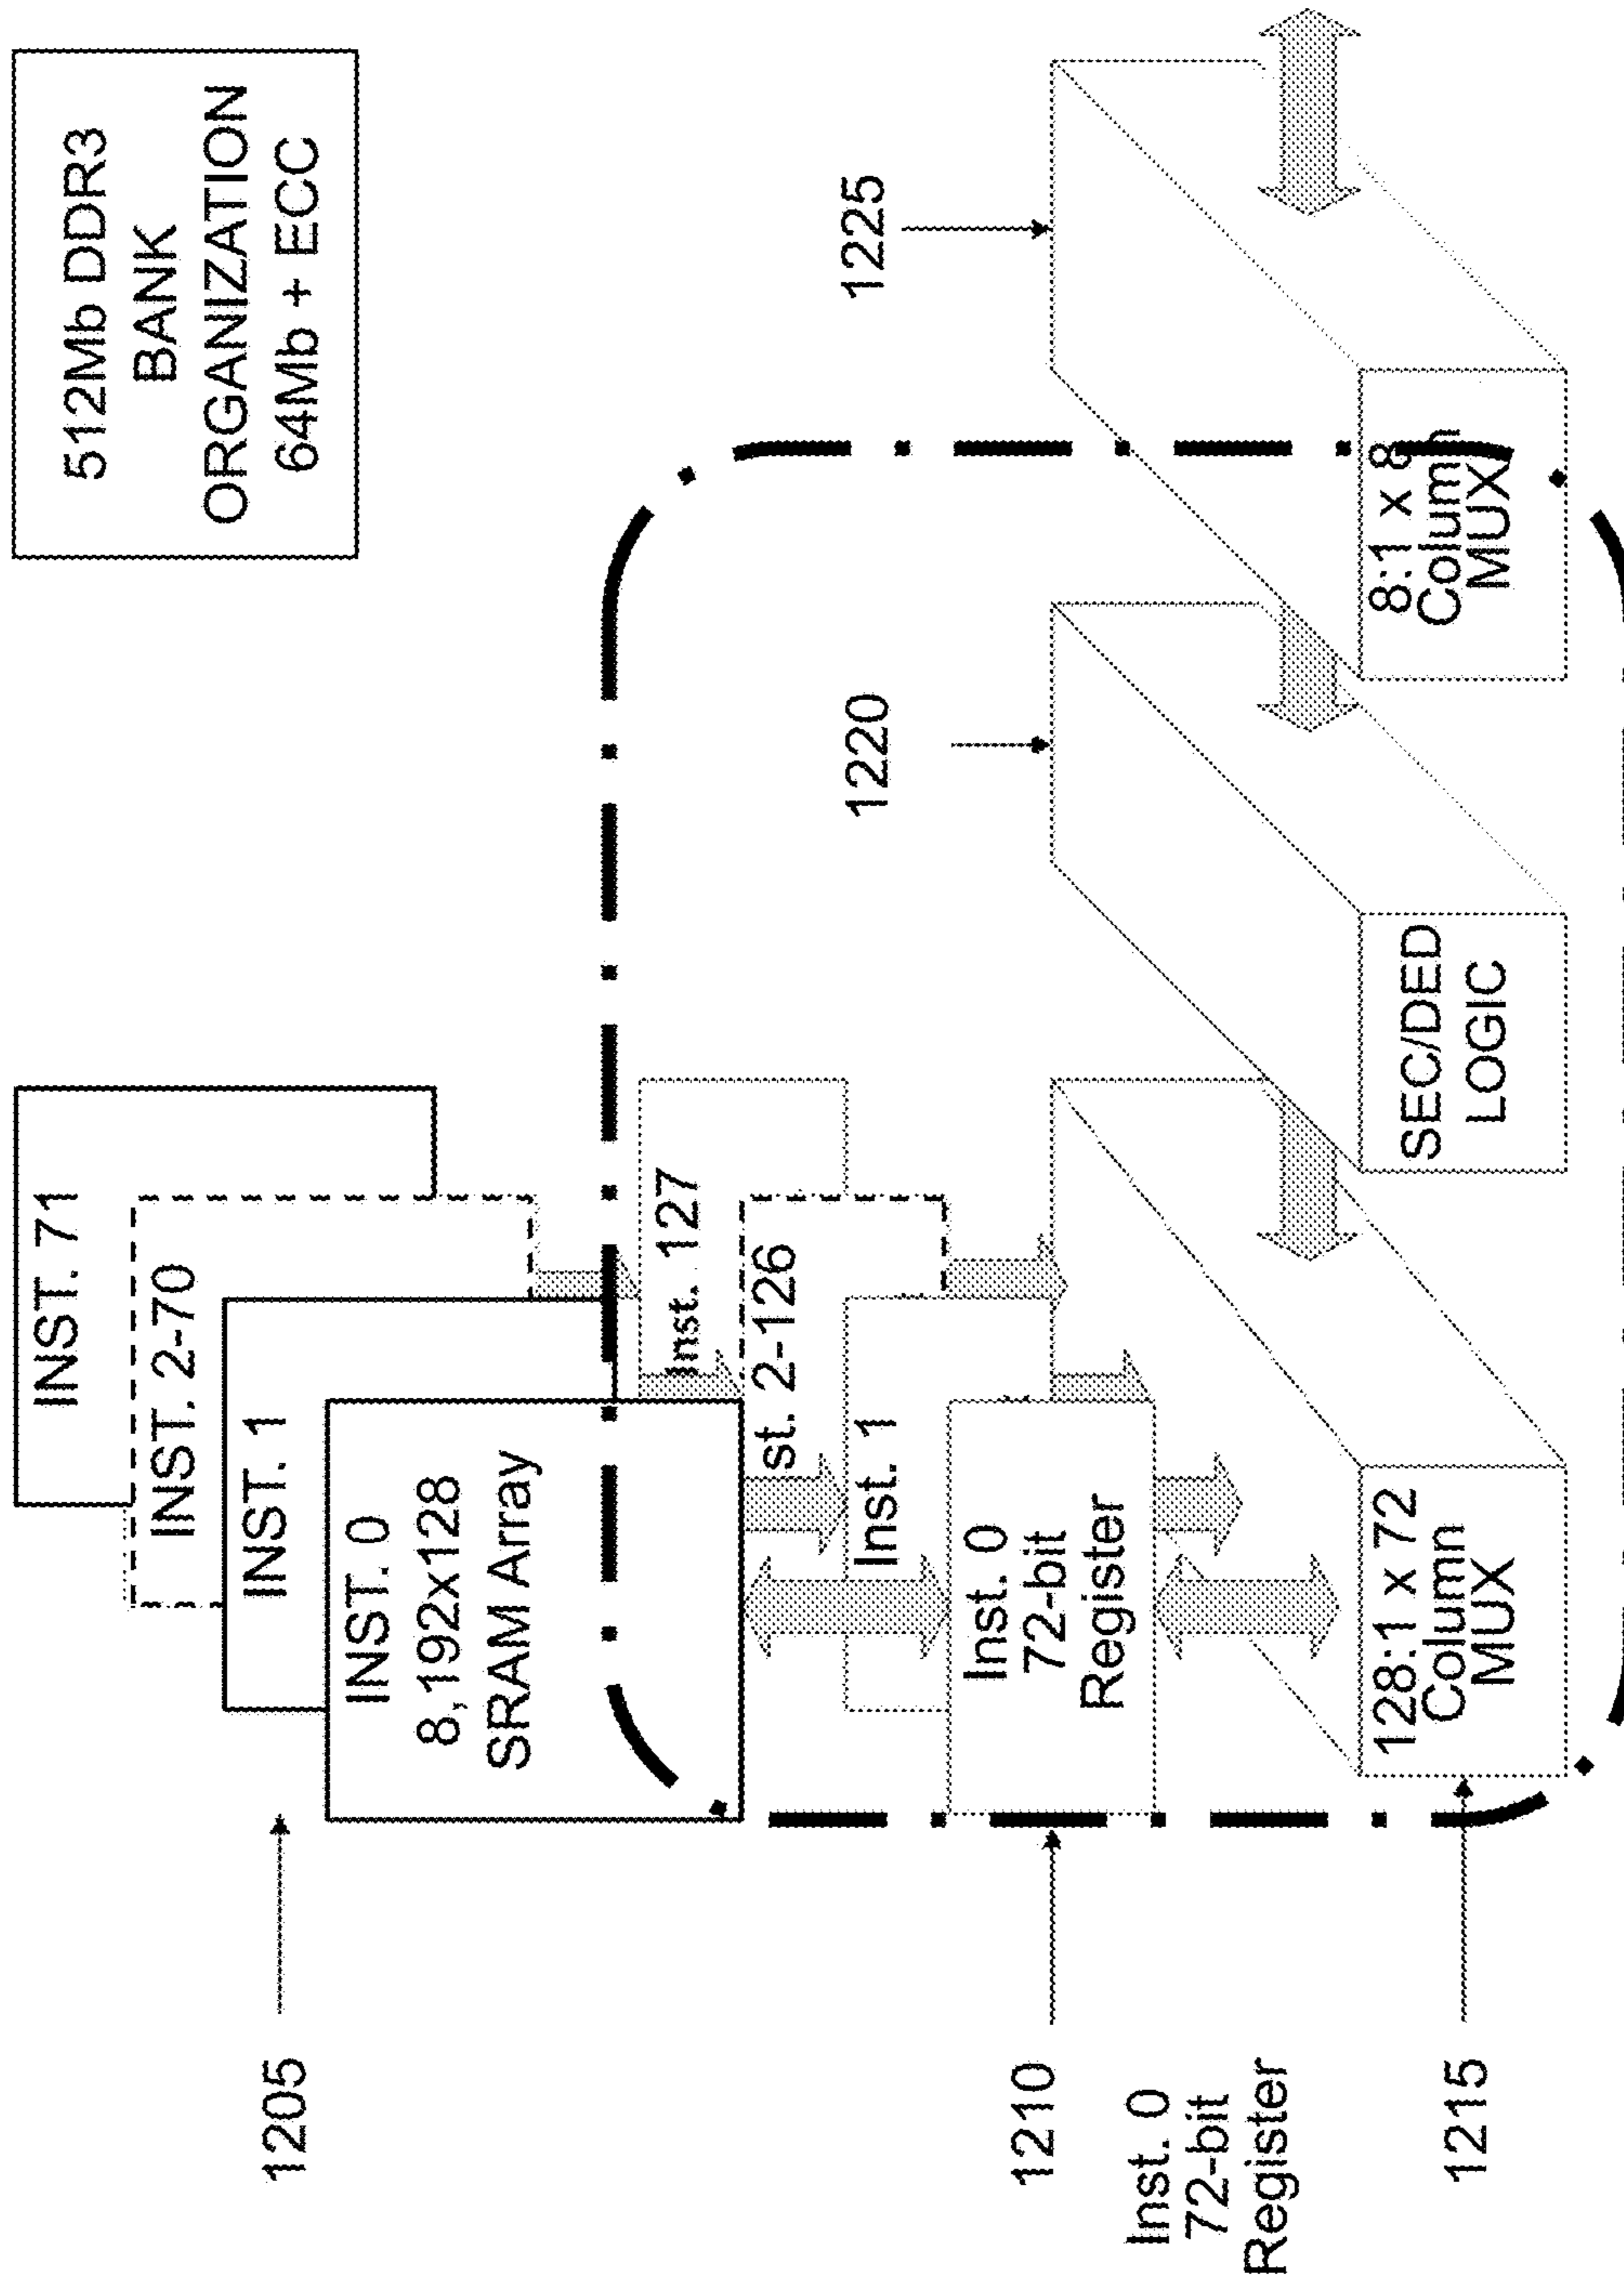 512Mb DDR3
BANK
ORGANIZATION
64Mb + ECC
INST. 71
INST. 2-70
INST. 1
INST. 0
8,192x128
SRAM Array
1205
Inst. 127
st. 2-126
Inst. 1
Inst. 0
72-bit
Register
1210
Inst. 0
72-bit
Register
1220
1225
128:1 x 72
Column
MUX
SEC/DED
LOGIC
8:1 x 8
Column
MUX
1215